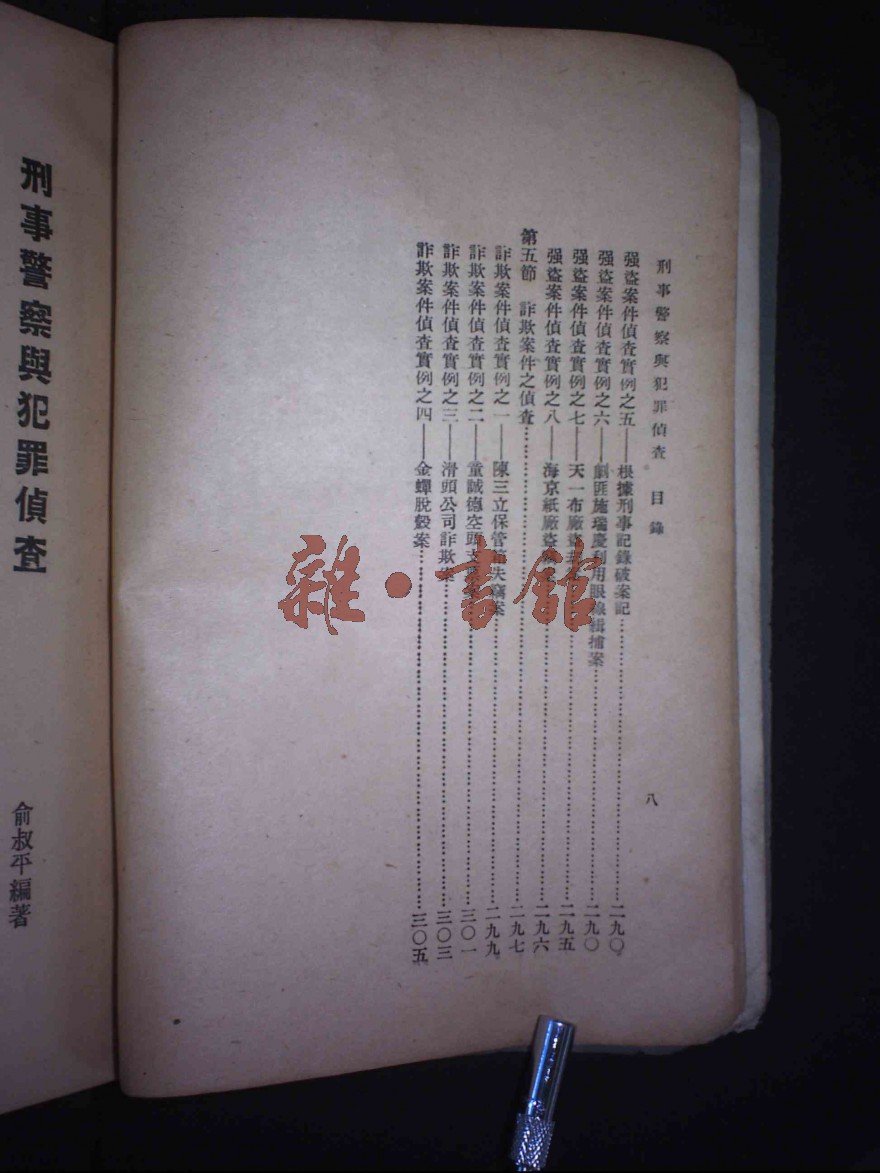 刑事警察與犯罪偵查　目錄
八
强盜案件偵查實例之五——根據刑事記錄破案記……二九〇
强盜案件偵查實例之六——劇匪施瑞慶利用眼線緝捕案……二九〇
强盜案件偵查實例之七——天一布廠盜……二九五
强盜案件偵查實例之八——海京紙廠盜……二九六
第五節　詐欺案件之偵查……二九七
詐欺案件偵查實例之一——陳三立保管箱失竊案……二九九
詐欺案件偵查實例之二——童誠德空頭支票案……三〇一
詐欺案件偵查實例之三——滑頭公司詐欺案……三〇三
詐欺案件偵查實例之四——金蟬脫殼案……三〇五
刑事警察與犯罪偵查
俞叔平編著
雜·書館